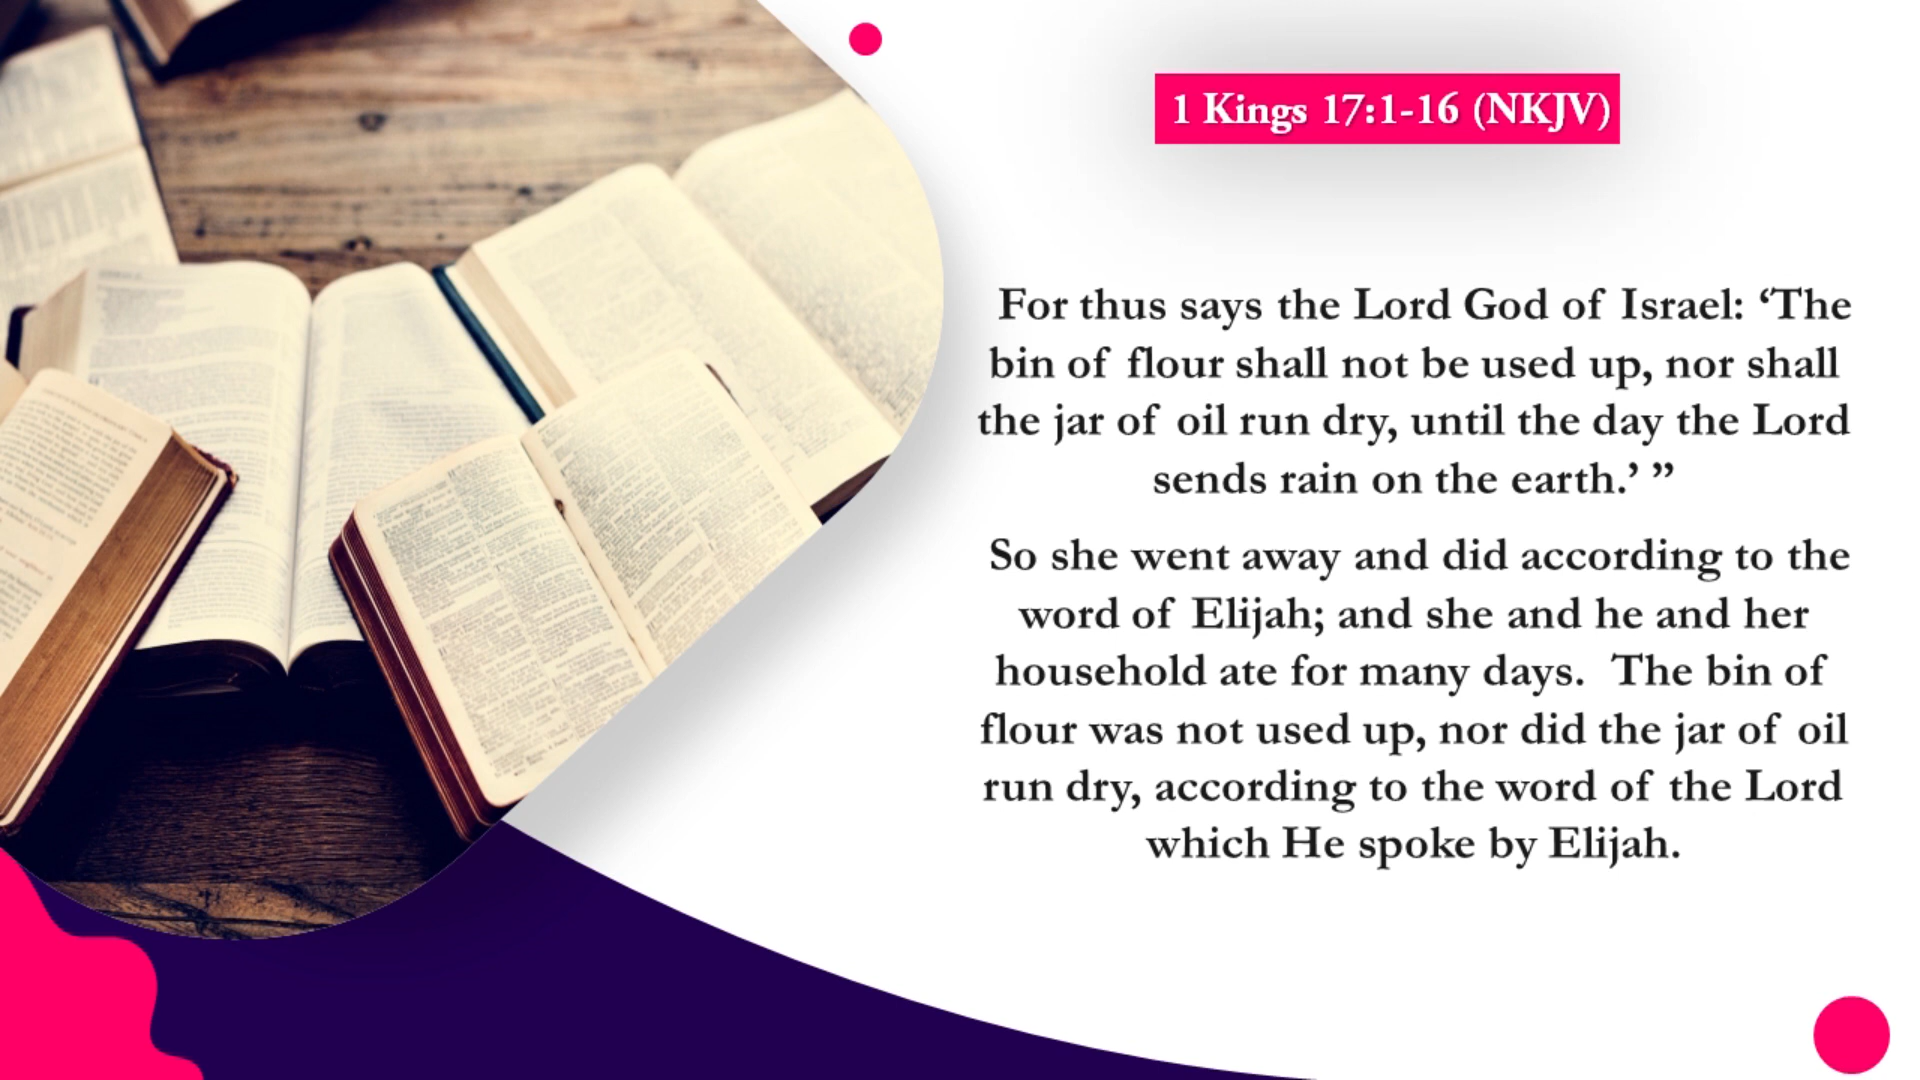 1 Kings 17:1-16 (NKJV)
For thus says the Lord God of Israel: ‘The
bin of flour shall not be used up, nor shall
the jar of oil run dry, until the day the Lord
sends rain on the earth.’ ”
So she went away and did according to the
word of Elijah; and she and he and her
household ate for many days. The bin of
flour was not used up, nor did the jar of oil
run dry, according to the word of the Lord
which He spoke by Elijah.